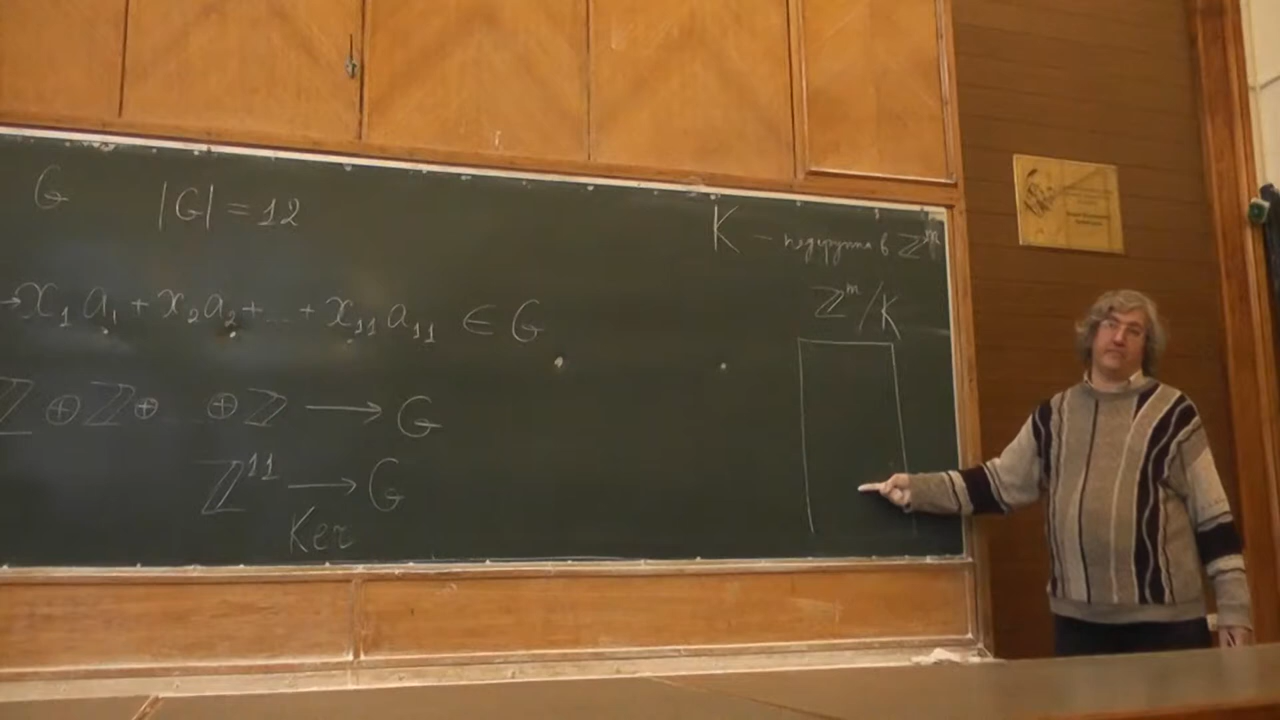 G |G| = 12
→ x₁a₁ + x₂a₂ + ... + x₁₁a₁₁ ∈ G
ℤ ⊕ ℤ ⊕ ⊕ ℤ → G
ℤ¹¹ → G
Ker
K – подгруппа в ℤᵐ
ℤᵐ/K